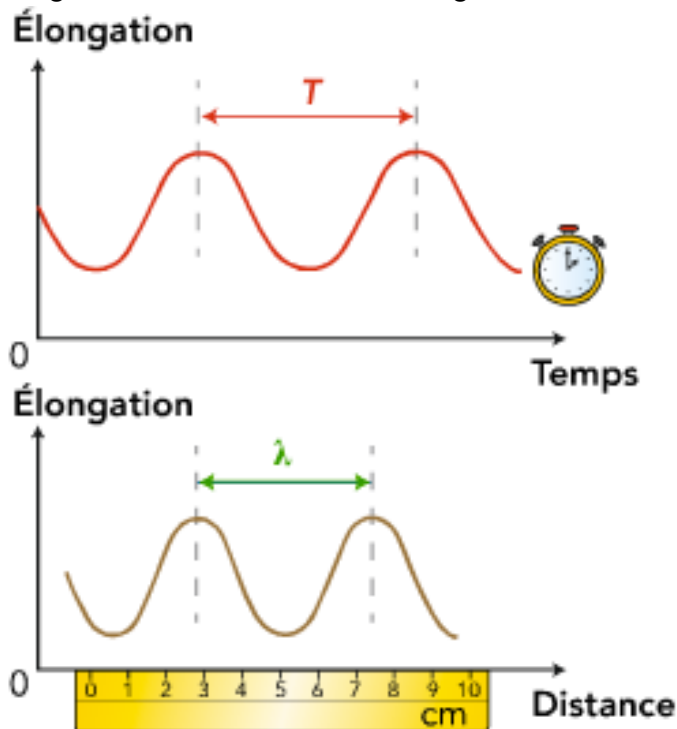 Élongation
T
0
Temps
Élongation
λ
0
0 1 2 3 4 5 6 7 8 9 10
cm
Distance